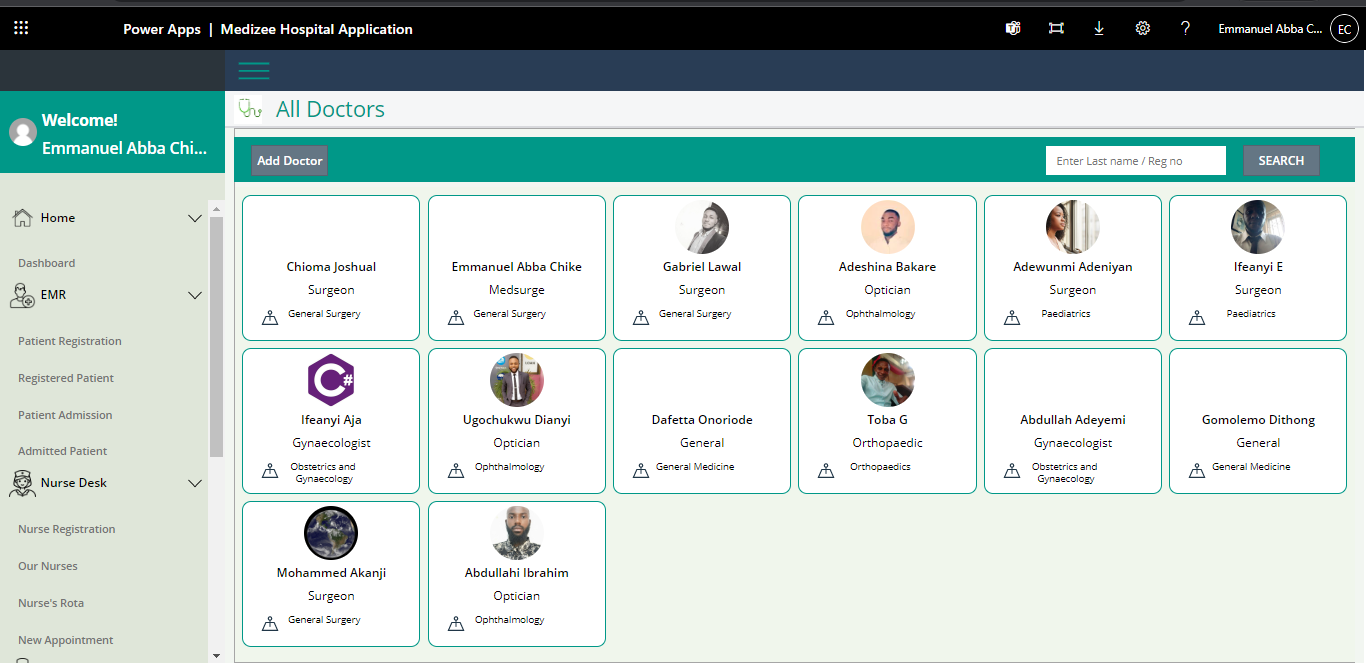 Power Apps | Medizee Hospital Application
? Emmanuel Abba C... EC
Welcome!
Emmanuel Abba Chi...
Home
Dashboard
EMR
Patient Registration
Registered Patient
Patient Admission
Admitted Patient
Nurse Desk
Nurse Registration
Our Nurses
Nurse's Rota
New Appointment
All Doctors
Add Doctor
Enter Last name / Reg no
SEARCH
Chioma Joshual
Surgeon
General Surgery
Emmanuel Abba Chike
Medsurge
General Surgery
Gabriel Lawal
Surgeon
General Surgery
Adeshina Bakare
Optician
Ophthalmology
Adewunmi Adeniyan
Surgeon
Paediatrics
Ifeanyi E
Surgeon
Paediatrics
C#
Ifeanyi Aja
Gynaecologist
Obstetrics and
Gynaecology
Ugochukwu Dianyi
Optician
Ophthalmology
Dafetta Onoriode
General
General Medicine
Toba G
Orthopaedic
Orthopaedics
Abdullah Adeyemi
Gynaecologist
Obstetrics and
Gynaecology
Gomolemo Dithong
General
General Medicine
Mohammed Akanji
Surgeon
General Surgery
Abdullahi Ibrahim
Optician
Ophthalmology